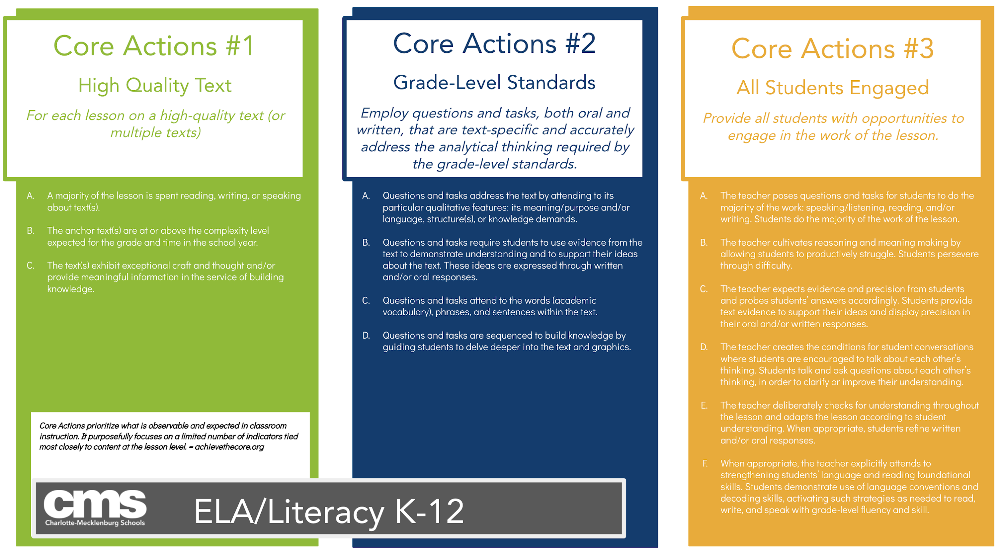 Core Actions #1
High Quality Text
For each lesson on a high-quality text (or
multiple texts)
A. A majority of the lesson is spent reading, writing, or speaking
about text(s).
B. The anchor text(s) are at or above the complexity level
expected for the grade and time in the school year.
C. The text(s) exhibit exceptional craft and thought and/or
provide meaningful information in the service of building
knowledge.
Core Actions prioritize what is observable and expected in classroom
instruction. It purposefully focuses on a limited number of indicators tied
most closely to content at the lesson level. = achievethecore.org
Core Actions #2
Grade-Level Standards
Employ questions and tasks, both oral and
written, that are text-specific and accurately
address the analytical thinking required by
the grade-level standards.
A. Questions and tasks address the text by attending to its
particular qualitative features: its meaning/purpose and/or
language, structure(s), or knowledge demands.
B. Questions and tasks require students to use evidence from the
text to demonstrate understanding and to support their ideas
about the text. These ideas are expressed through written
and/or oral responses.
C. Questions and tasks attend to the words (academic
vocabulary), phrases, and sentences within the text.
D. Questions and tasks are sequenced to build knowledge by
guiding students to delve deeper into the text and graphics.
Core Actions #3
All Students Engaged
Provide all students with opportunities to
engage in the work of the lesson.
A. The teacher poses questions and tasks for students to do the
majority of the work: speaking/listening, reading, and/or
writing. Students do the majority of the work of the lesson.
B. The teacher cultivates reasoning and meaning making by
allowing students to productively struggle. Students persevere
through difficulty.
C. The teacher expects evidence and precision from students
and probes students’ answers accordingly. Students provide
text evidence to support their ideas and display precision in
their oral and/or written responses.
D. The teacher creates the conditions for student conversations
where students are encouraged to talk about each other’s
thinking. Students talk and ask questions about each other’s
thinking, in order to clarify or improve their understanding.
E. The teacher deliberately checks for understanding throughout
the lesson and adapts the lesson according to student
understanding. When appropriate, students refine written
and/or oral responses.
F. When appropriate, the teacher explicitly attends to
strengthening students’ language and reading foundational
skills. Students demonstrate use of language conventions and
decoding skills, activating such strategies as needed to read,
write, and speak with grade-level fluency and skill.
cms
Charlotte-Mecklenburg Schools
ELA/Literacy K-12